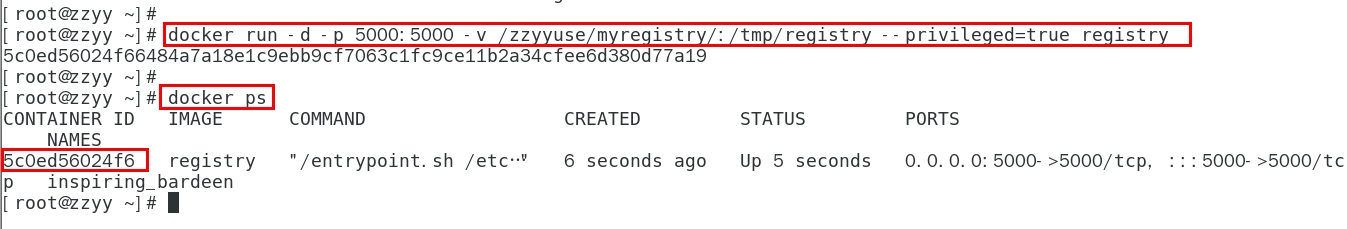 [root@zzyy ~]#
[root@zzyy ~]# docker run -d -p 5000:5000 -v /zzyyuse/myregistry/:/tmp/registry --privileged=true registry
5c0ed56024f66484a7a18e1c9ebb9cf7063c1fc9ce11b2a34cfee6d380d77a19
[root@zzyy ~]#
[root@zzyy ~]# docker ps
CONTAINER ID   IMAGE      COMMAND                  CREATED         STATUS         PORTS
    NAMES
5c0ed56024f6   registry   "/entrypoint.sh /etc…"   6 seconds ago   Up 5 seconds   0.0.0.0:5000->5000/tcp, :::5000->5000/tc
p   inspiring_bardeen
[root@zzyy ~]#